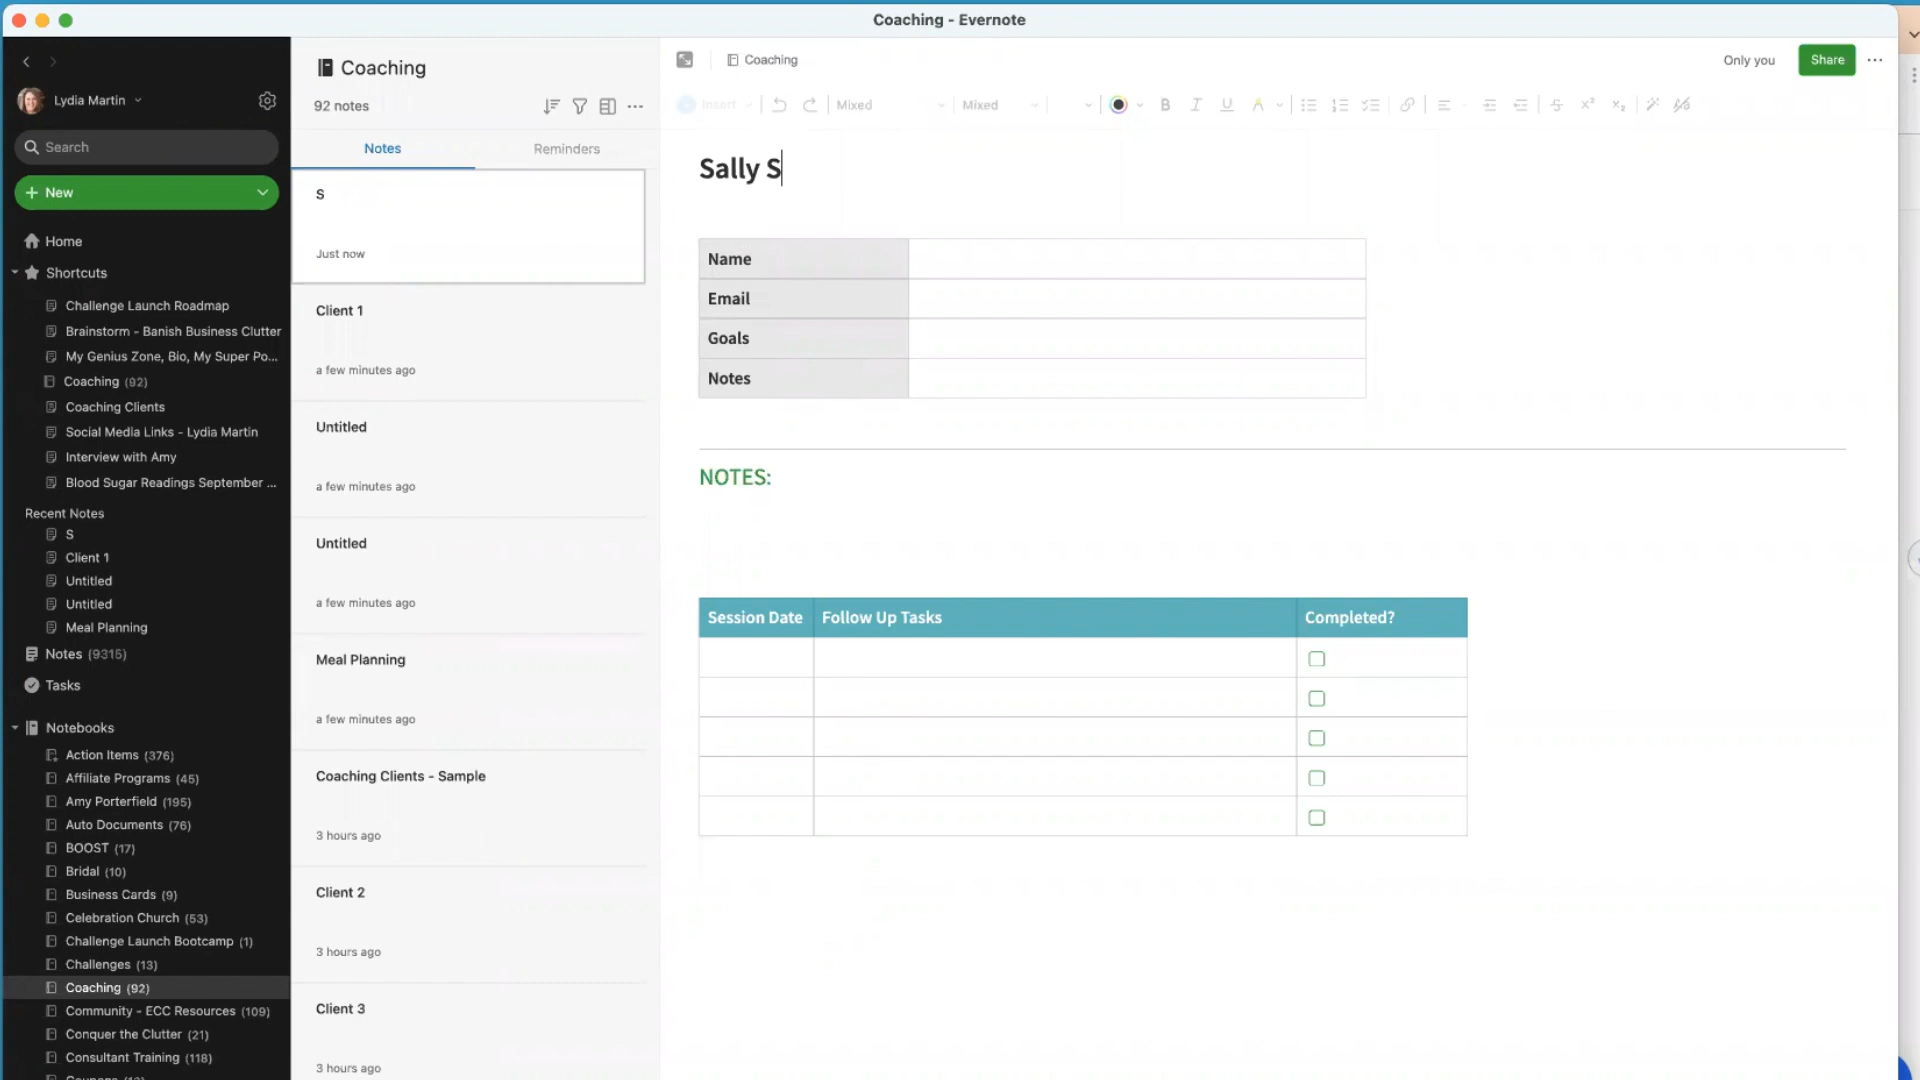 Coaching - Evernote
Lydia Martin
Search
New
Home
Shortcuts
Challenge Launch Roadmap
Brainstorm - Banish Business Clutter
My Genius Zone, Bio, My Super Po...
Coaching (92)
Coaching Clients
Social Media Links - Lydia Martin
Interview with Amy
Blood Sugar Readings September ...
Recent Notes
S
Client 1
Untitled
Untitled
Meal Planning
Notes (9315)
Tasks
Notebooks
Action Items (376)
Affiliate Programs (45)
Amy Porterfield (195)
Auto Documents (76)
BOOST (17)
Bridal (10)
Business Cards (9)
Celebration Church (53)
Challenge Launch Bootcamp (1)
Challenges (13)
Coaching (92)
Community - ECC Resources (109)
Conquer the Clutter (21)
Consultant Training (118)
Coaching
92 notes
Notes
Reminders
S
Just now
Client 1
a few minutes ago
Untitled
a few minutes ago
Untitled
a few minutes ago
Meal Planning
a few minutes ago
Coaching Clients - Sample
3 hours ago
Client 2
3 hours ago
Client 3
3 hours ago
Coaching
Only you
Share
Insert
Mixed
Mixed
Sally S
Name
Email
Goals
Notes
NOTES:
Session Date
Follow Up Tasks
Completed?